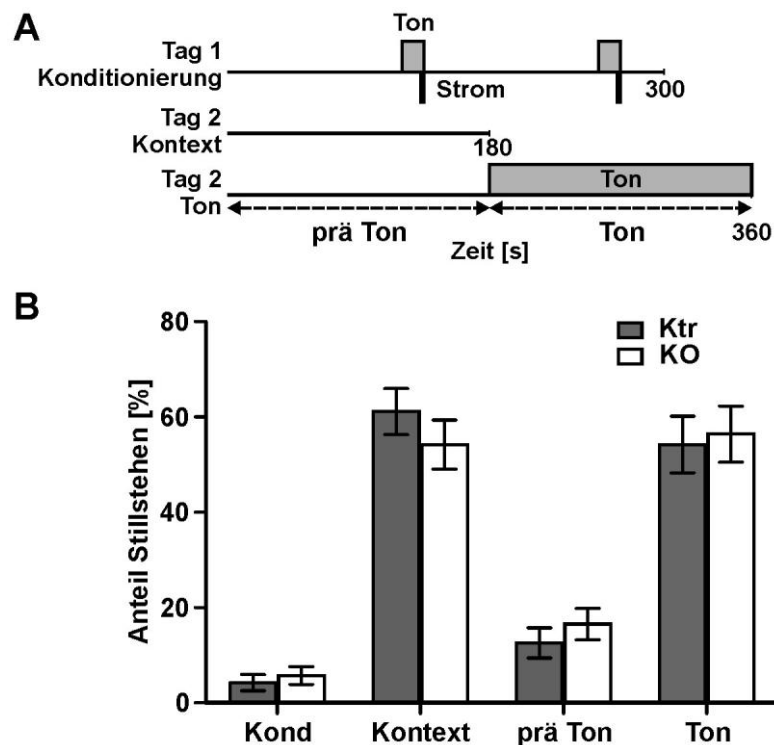 A
Ton
Tag 1
Konditionierung
Strom
300
Tag 2
Kontext
180
Tag 2
Ton
Ton
prä Ton
Ton
360
Zeit [s]
B
Anteil Stillstehen [%]
80
60
40
20
0
Ktr
KO
Kond Kontext prä Ton Ton